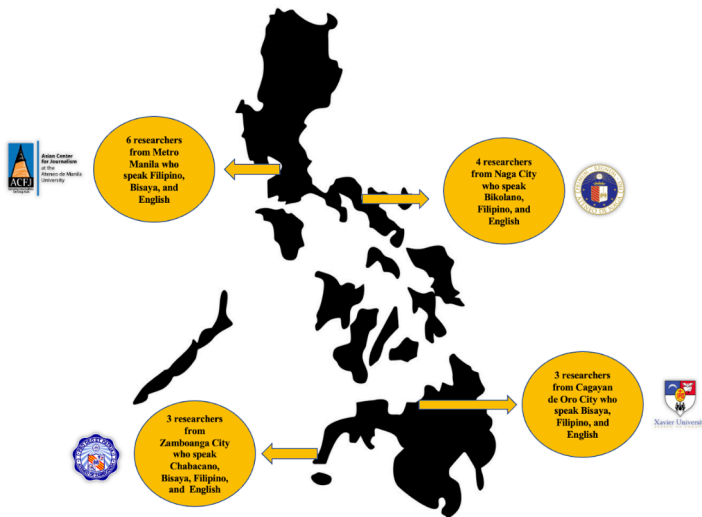 6 researchers
from Metro
Manila who
speak Filipino,
Bisaya, and
English
Asian Center
for Journalism
at the
Ateneo de Manila
University
ACFJ
4 researchers
from Naga City
who speak
Bikolano,
Filipino, and
English
3 researchers
from Cagayan
de Oro City who
speak Bisaya,
Filipino, and
English
Xavier Universi
3 researchers
from
Zamboanga City
who speak
Chabacano,
Bisaya, Filipino,
and English